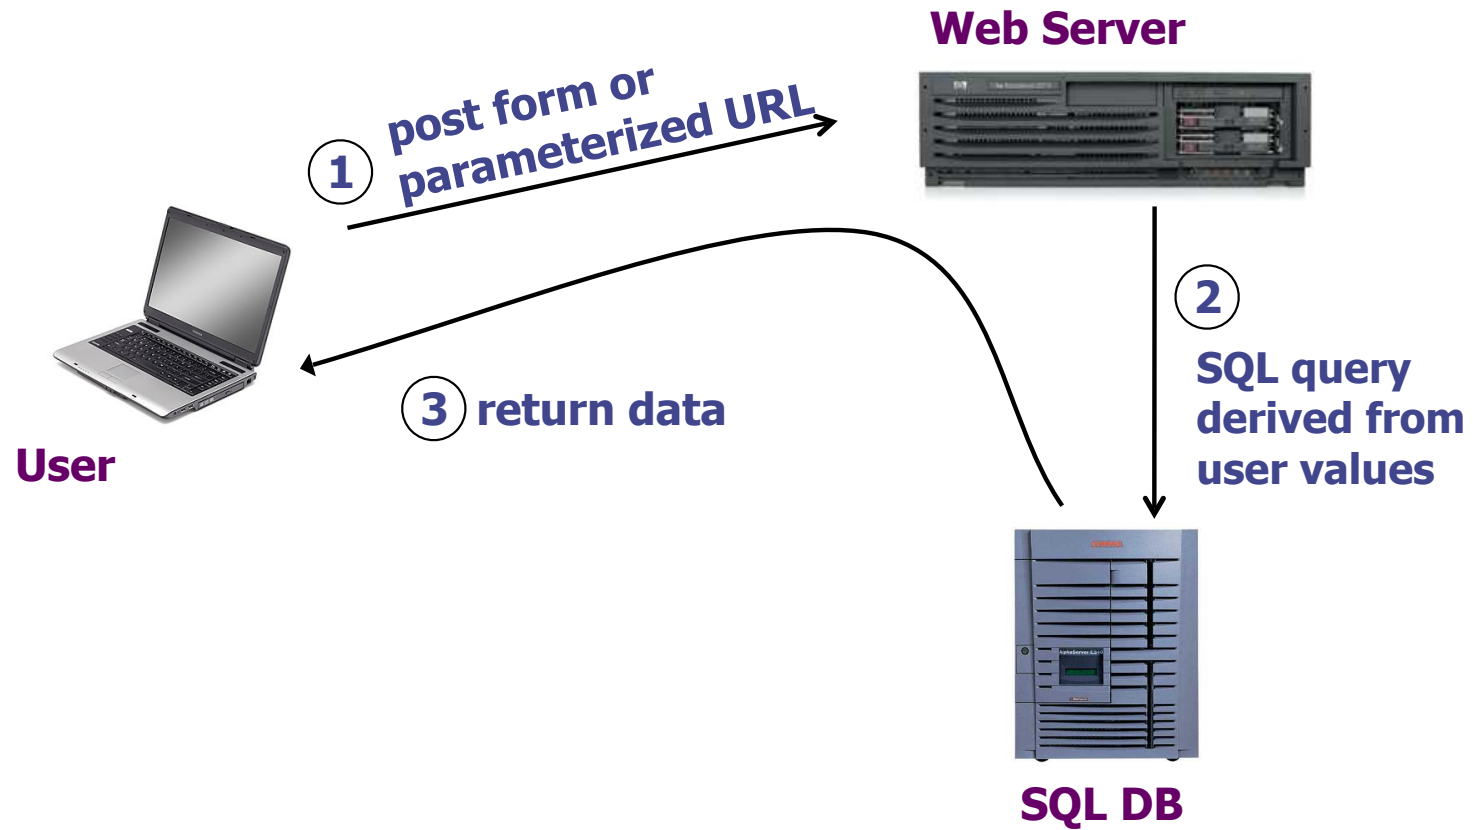 Web Server
post form or
parameterized URL
1
2
SQL query
derived from
user values
3 return data
User
SQL DB